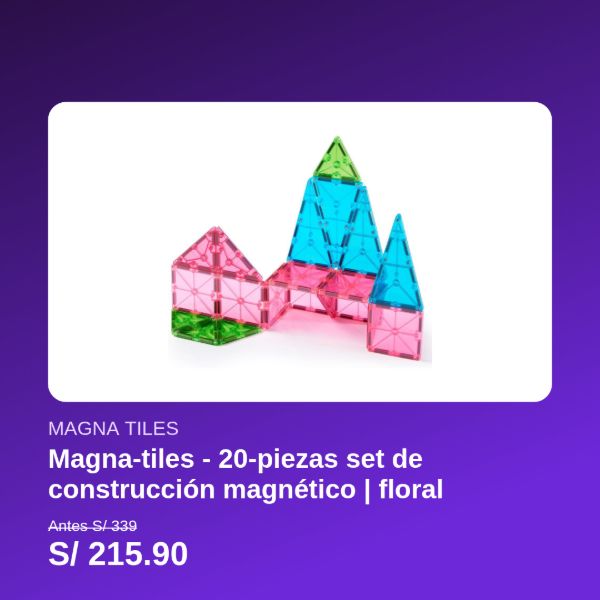 MAGNA TILES
Magna-tiles - 20-piezas set de
construcción magnético | floral
Antes S/ 339
S/ 215.90